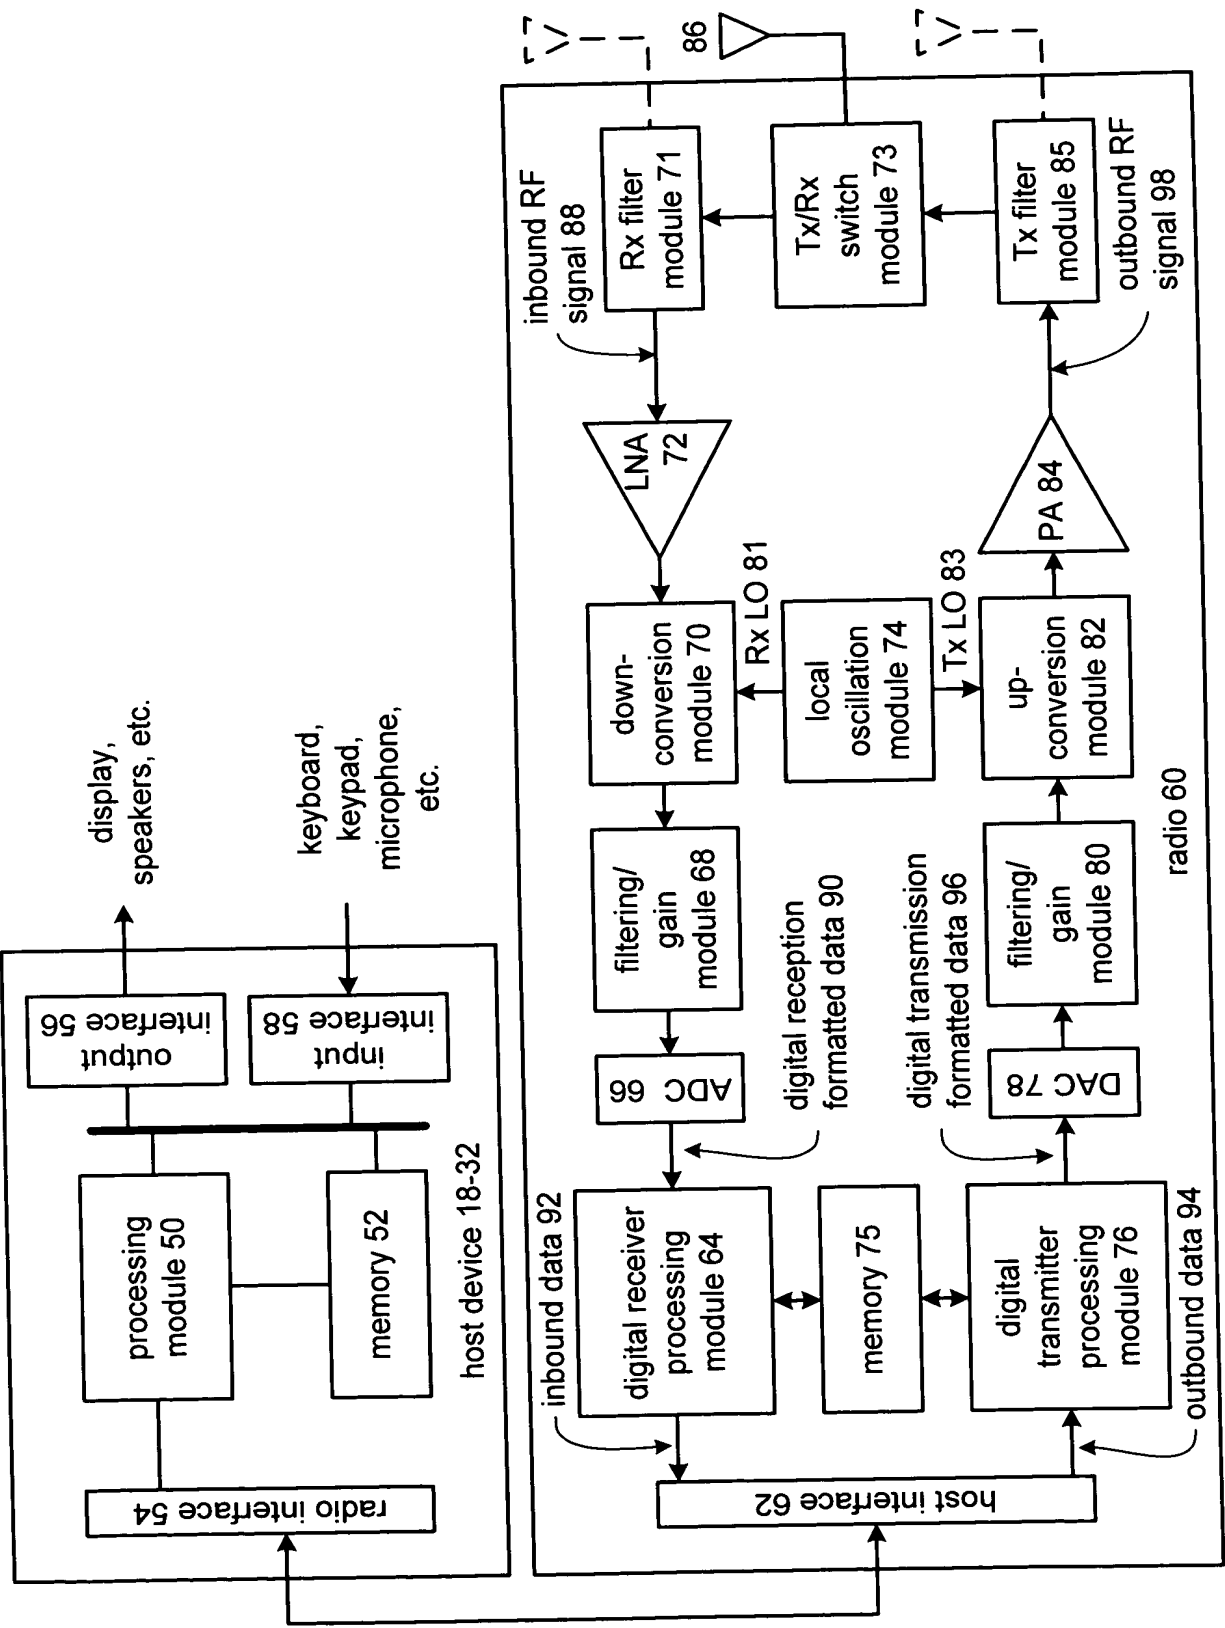 radio interface 54
processing
module 50
memory 52
output
interface 56
input
interface 58
display,
speakers, etc.
keyboard,
keypad,
microphone,
etc.
host device 18-32
host interface 62
inbound data 92
digital receiver
processing
module 64
memory 75
digital
transmitter
processing
module 76
outbound data 94
ADC 66
digital reception
formatted data 90
digital transmission
formatted data 96
DAC 78
filtering/
gain
module 68
filtering/
gain
module 80
down-
conversion
module 70
Rx LO 81
local
oscillation
module 74
Tx LO 83
up-
conversion
module 82
radio 60
LNA
72
PA 84
inbound RF
signal 88
Rx filter
module 71
Tx/Rx
switch
module 73
Tx filter
module 85
outbound RF
signal 98
86